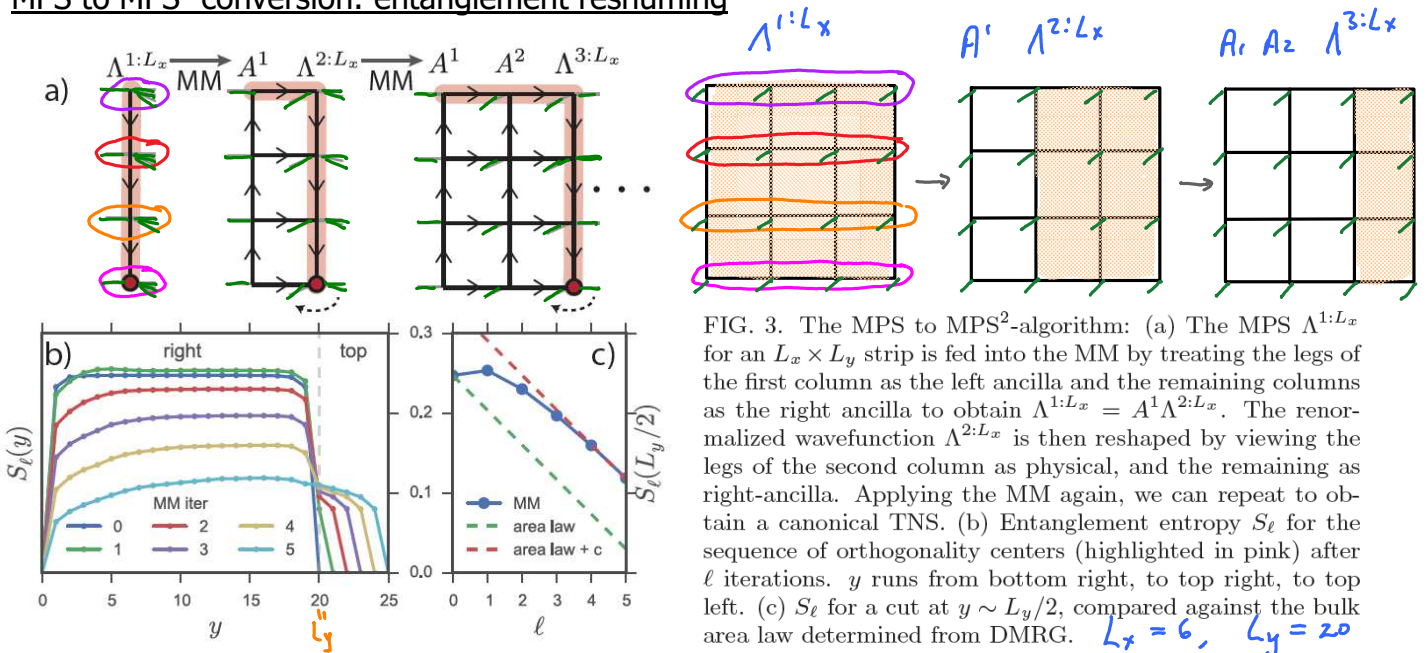 MPS to MPS² conversion: entanglement reshuffling
Λ^{1:Lₓ} MM A¹ Λ^{2:Lₓ} MM A¹ A² Λ^{3:Lₓ}
a)
...
Λ^{1:Lₓ} A¹ Λ^{2:Lₓ} A₁ A₂ Λ^{3:Lₓ}
b) right top
S_ℓ(y)
MM iter
0 2 4
1 3 5
0 5 10 15 20 25
y
L_y
c)
0.3
0.2
0.1
0.0
S_ℓ(L_y/2)
MM
area law
area law + c
0 1 2 3 4 5
ℓ
FIG. 3. The MPS to MPS²-algorithm: (a) The MPS Λ^{1:Lₓ}
for an Lₓ × L_y strip is fed into the MM by treating the legs of
the first column as the left ancilla and the remaining columns
as the right ancilla to obtain Λ^{1:Lₓ} = A¹Λ^{2:Lₓ}. The renor-
malized wavefunction Λ^{2:Lₓ} is then reshaped by viewing the
legs of the second column as physical, and the remaining as
right-ancilla. Applying the MM again, we can repeat to ob-
tain a canonical TNS. (b) Entanglement entropy S_ℓ for the
sequence of orthogonality centers (highlighted in pink) after
ℓ iterations. y runs from bottom right, to top right, to top
left. (c) S_ℓ for a cut at y ∼ L_y/2, compared against the bulk
area law determined from DMRG. Lₓ = 6, L_y = 20